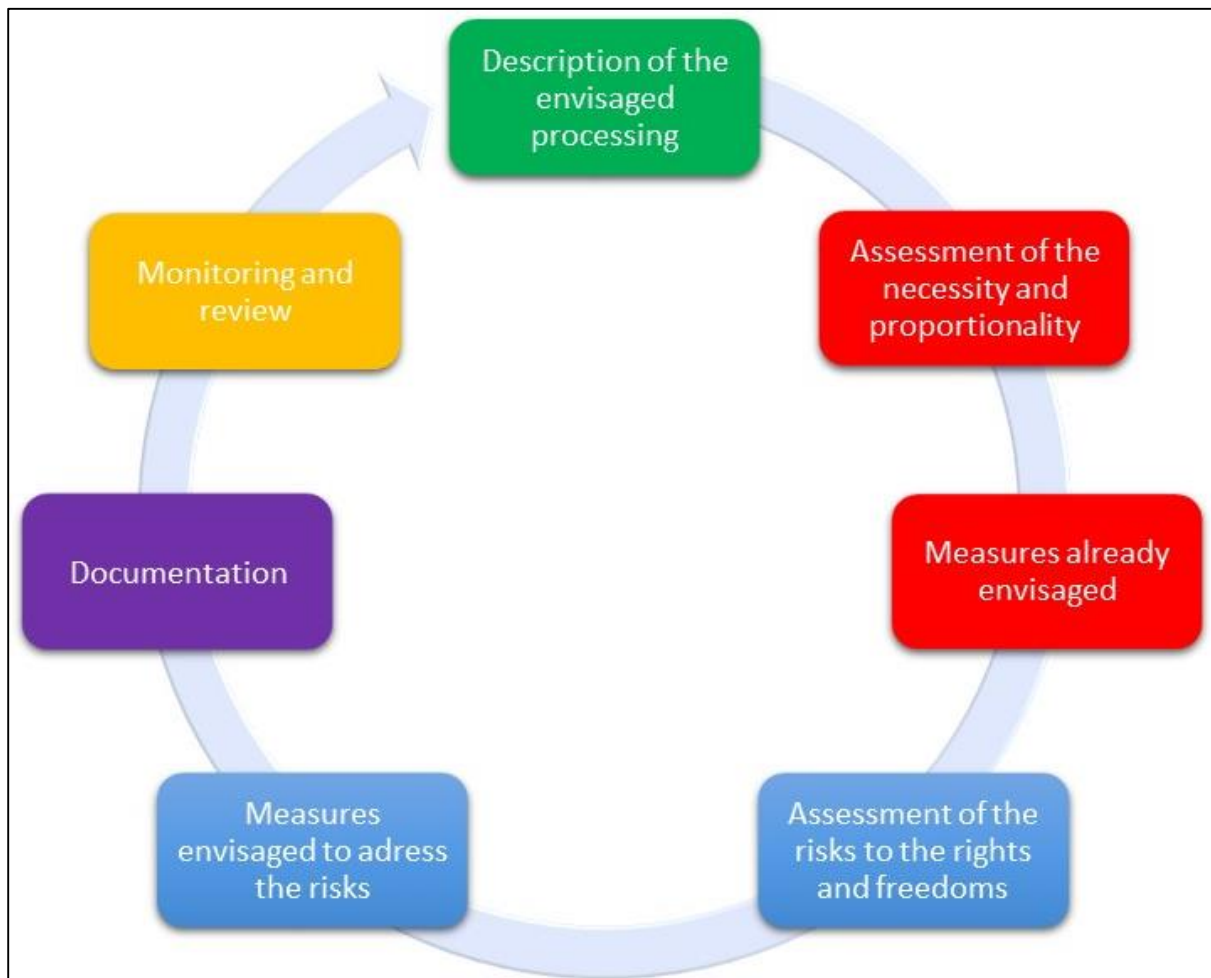 Description of the
envisaged
processing
Assessment of the
necessity and
proportionality
Measures already
envisaged
Assessment of the
risks to the rights
and freedoms
Measures
envisaged to adress
the risks
Documentation
Monitoring and
review